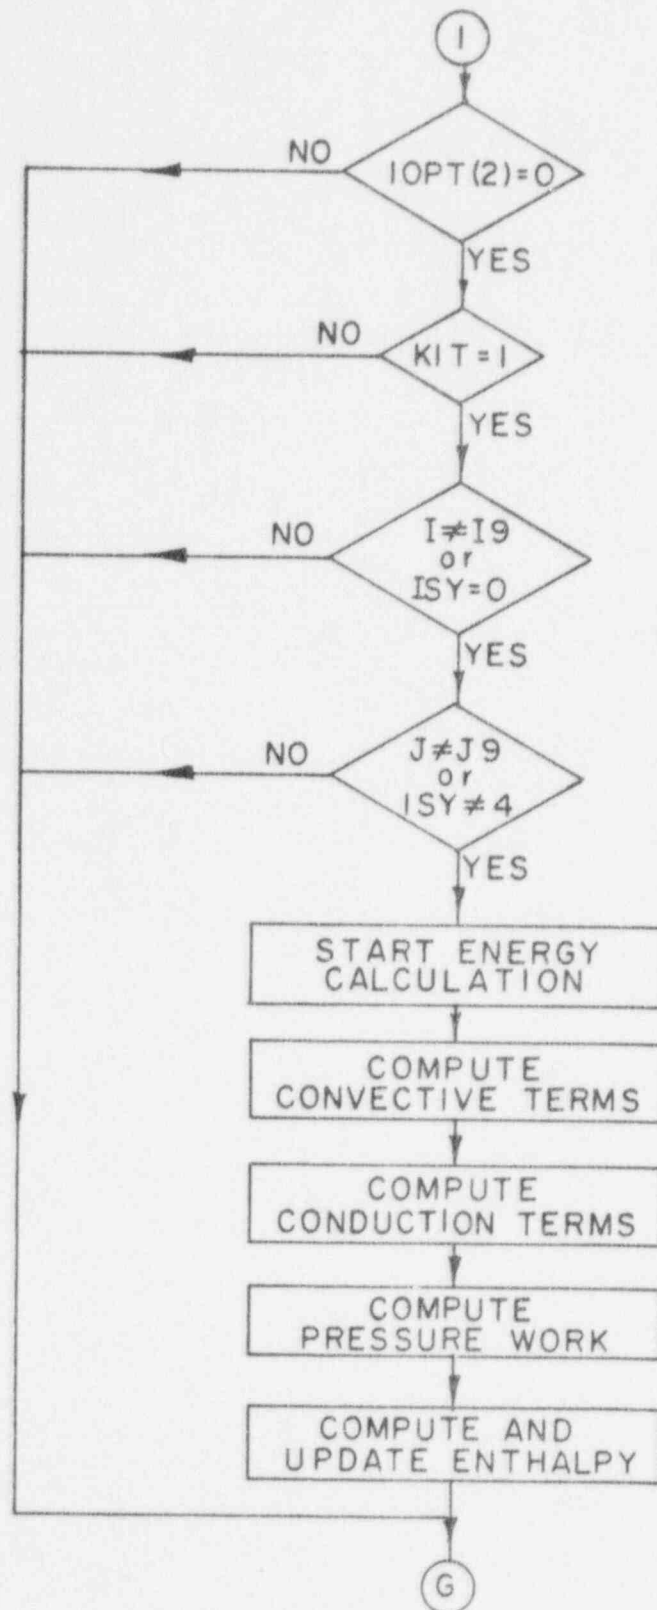 I
IOPT(2)=0
NO
YES
KIT=1
NO
YES
I≠I9
or
ISY=0
NO
YES
J≠J9
or
ISY≠4
NO
YES
START ENERGY
CALCULATION
COMPUTE
CONVECTIVE TERMS
COMPUTE
CONDUCTION TERMS
COMPUTE
PRESSURE WORK
COMPUTE AND
UPDATE ENTHALPY
G